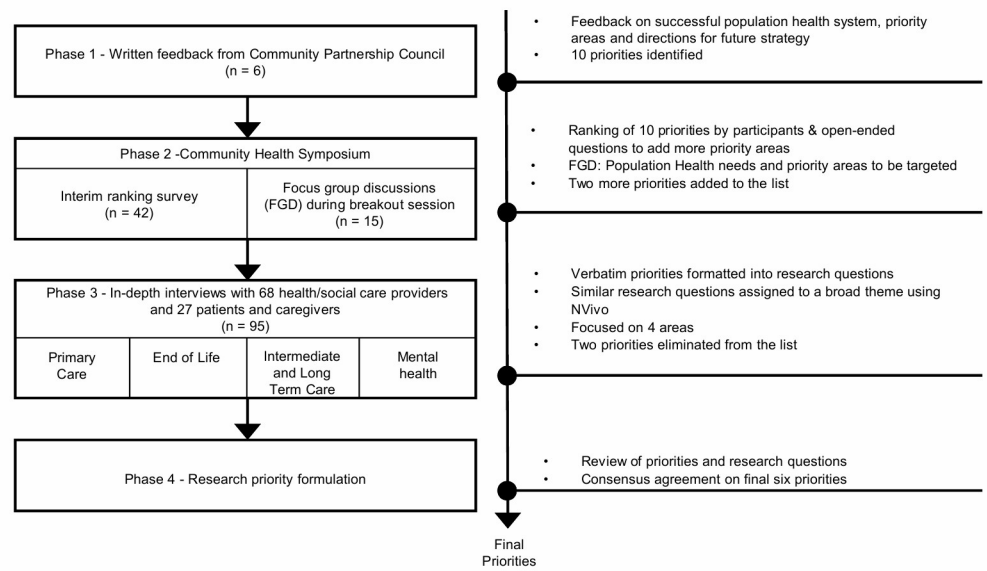 Phase 1 - Written feedback from Community Partnership Council
(n = 6)
• Feedback on successful population health system, priority
areas and directions for future strategy
• 10 priorities identified
Phase 2 -Community Health Symposium
Interim ranking survey
(n = 42)
Focus group discussions
(FGD) during breakout session
(n = 15)
• Ranking of 10 priorities by participants & open-ended
questions to add more priority areas
• FGD: Population Health needs and priority areas to be targeted
• Two more priorities added to the list
Phase 3 - In-depth interviews with 68 health/social care providers
and 27 patients and caregivers
(n = 95)
Primary
Care
End of Life
Intermediate
and Long
Term Care
Mental
health
• Verbatim priorities formatted into research questions
• Similar research questions assigned to a broad theme using
NVivo
• Focused on 4 areas
• Two priorities eliminated from the list
Phase 4 - Research priority formulation
• Review of priorities and research questions
• Consensus agreement on final six priorities
Final
Priorities